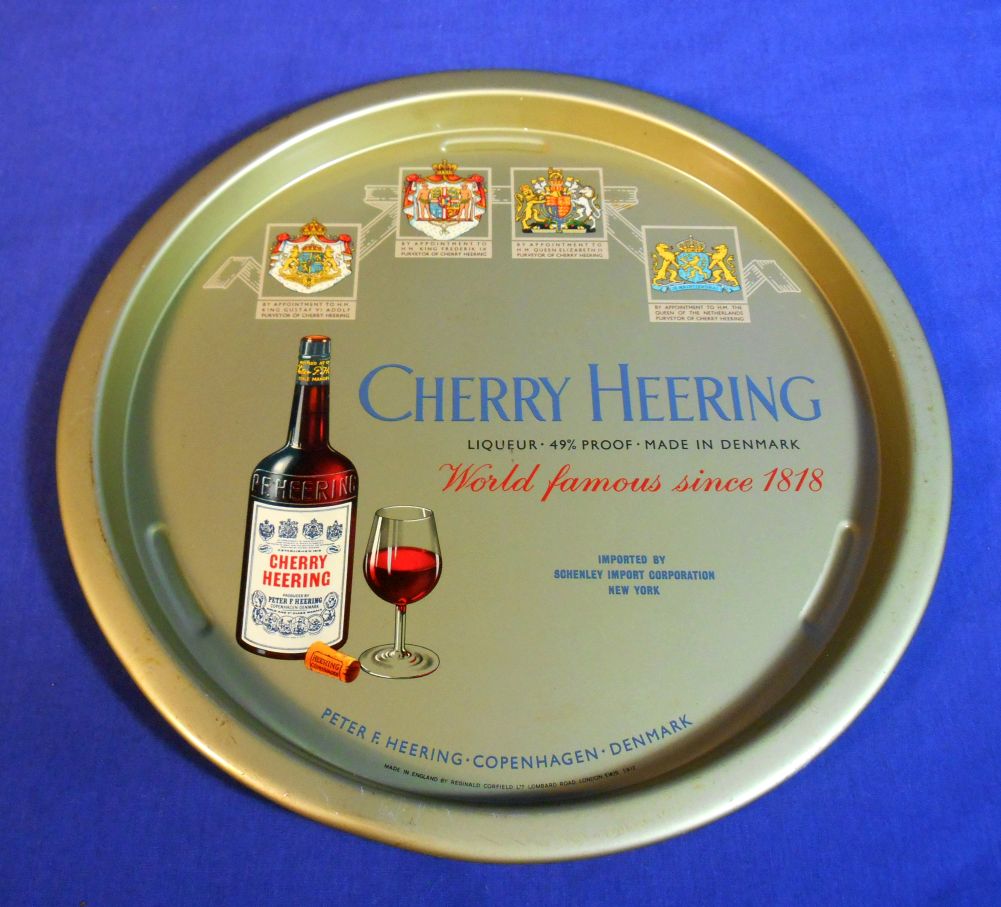 BY APPOINTMENT TO
H.M. KING FREDERIK IX
PURVEYOR OF CHERRY HEERING
BY APPOINTMENT TO
H.M. QUEEN ELIZABETH II
PURVEYOR OF CHERRY HEERING
BY APPOINTMENT TO H.M.
KING GUSTAF VI ADOLF
PURVEYOR OF CHERRY HEERING
BY APPOINTMENT TO H.M. THE
QUEEN OF THE NETHERLANDS
PURVEYOR OF CHERRY HEERING
CHERRY HEERING
LIQUEUR · 49% PROOF · MADE IN DENMARK
World famous since 1818
P.F. HEERING
ESTABLISHED 1818
CHERRY
HEERING
PRODUCED BY
PETER F. HEERING
COPENHAGEN DENMARK
HEERING
IMPORTED BY
SCHENLEY IMPORT CORPORATION
NEW YORK
PETER F. HEERING · COPENHAGEN · DENMARK
MADE IN ENGLAND BY REGINALD CORFIELD LTD LOMBARD ROAD, LONDON